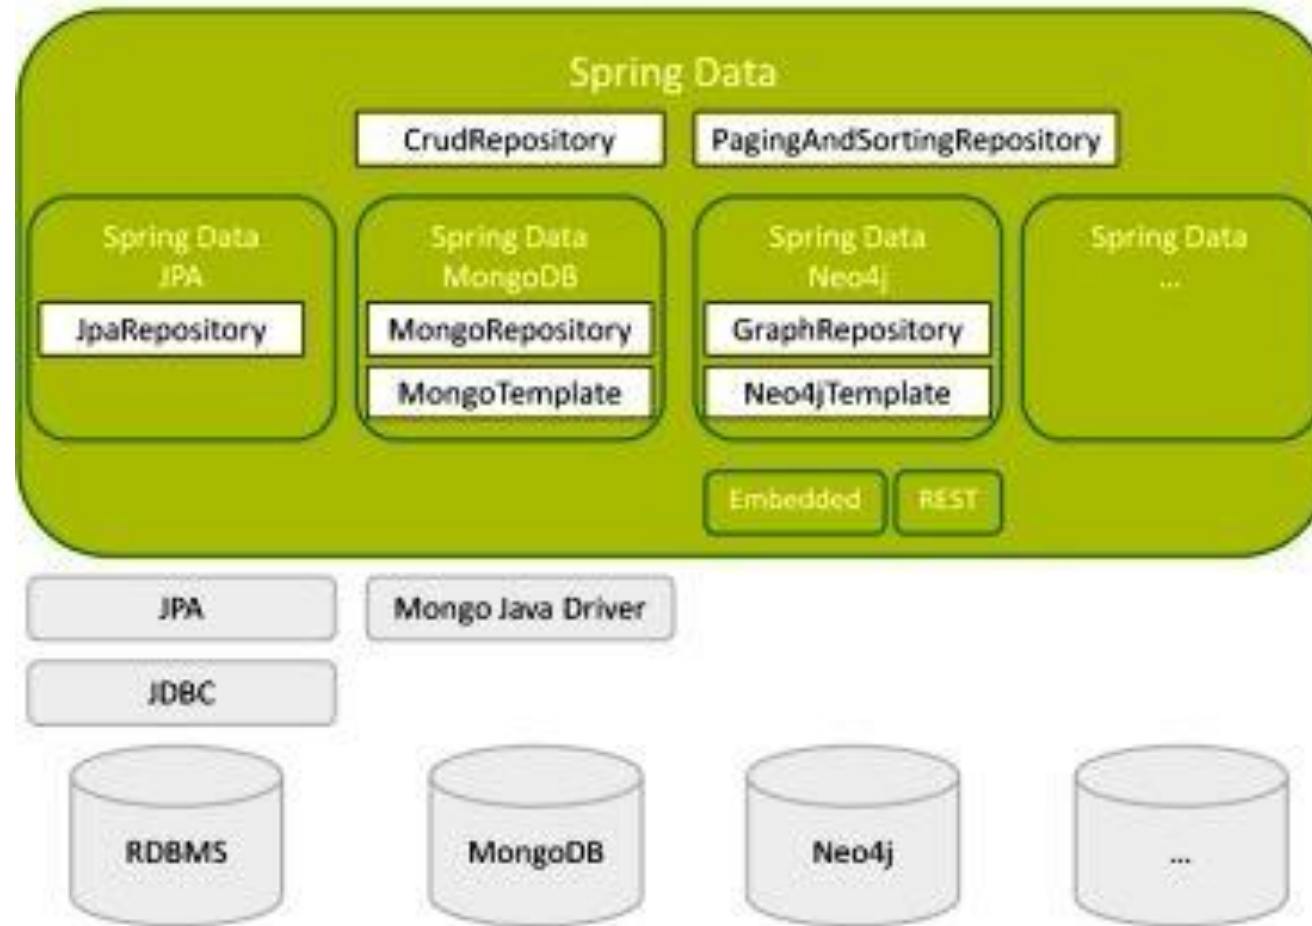 Spring Data
CrudRepository
PagingAndSortingRepository
Spring Data
JPA
JpaRepository
Spring Data
MongoDB
MongoRepository
MongoTemplate
Spring Data
Neo4j
GraphRepository
Neo4jTemplate
Spring Data
...
Embedded
REST
JPA
Mongo Java Driver
JDBC
RDBMS
MongoDB
Neo4j
...